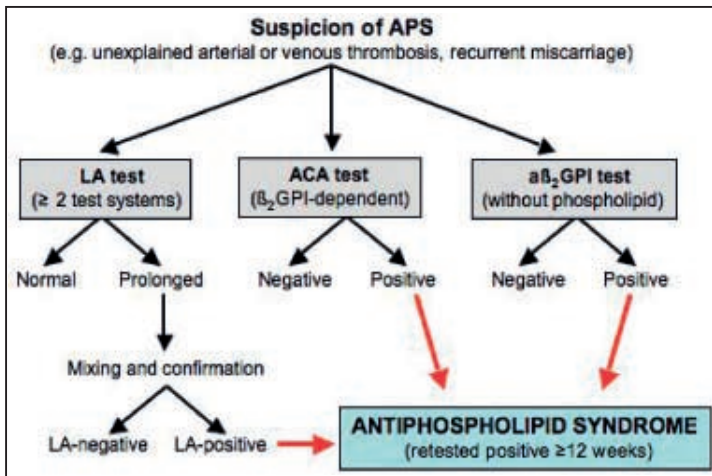 Suspicion of APS
(e.g. unexplained arterial or venous thrombosis, recurrent miscarriage)
LA test
(≥ 2 test systems)
ACA test
(ß₂GPI-dependent)
aß₂GPI test
(without phospholipid)
Normal
Prolonged
Negative
Positive
Negative
Positive
Mixing and confirmation
LA-negative
LA-positive
ANTIPHOSPHOLIPID SYNDROME
(retested positive ≥12 weeks)